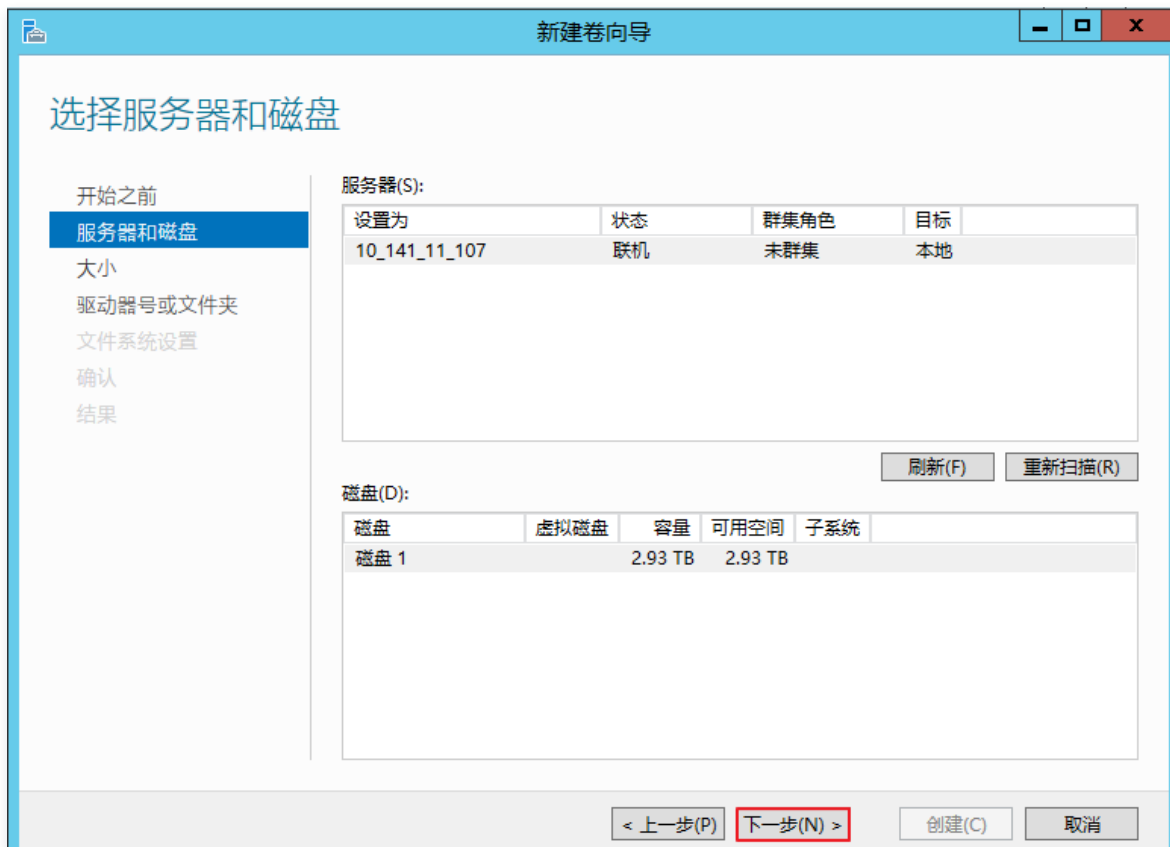 新建卷向导
选择服务器和磁盘
开始之前
服务器和磁盘
大小
驱动器号或文件夹
文件系统设置
确认
结果
服务器(S):
设置为 状态 群集角色 目标
10_141_11_107 联机 未群集 本地
刷新(F) 重新扫描(R)
磁盘(D):
磁盘 虚拟磁盘 容量 可用空间 子系统
磁盘 1 2.93 TB 2.93 TB
< 上一步(P) 下一步(N) > 创建(C) 取消